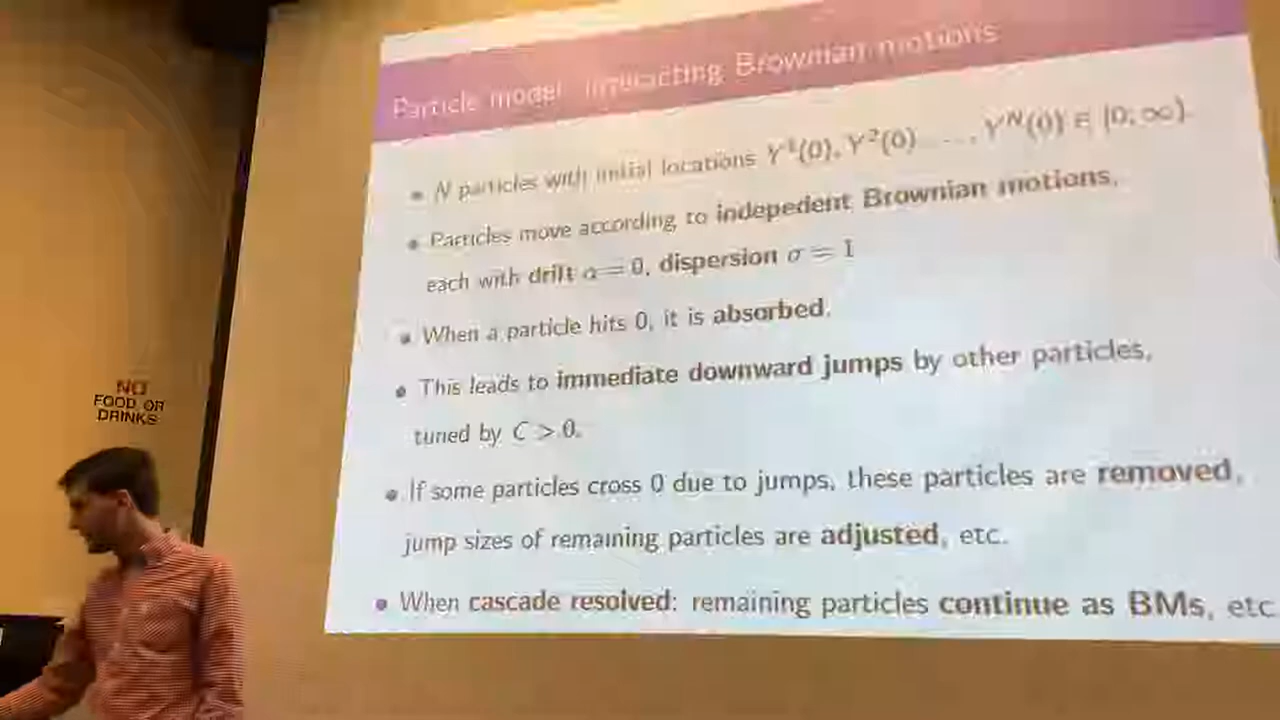 Particle model: interacting Brownian motions
• N particles with initial locations Y¹(0), Y²(0), ..., Yᴺ(0) ∈ [0; ∞).
• Particles move according to indepedent Brownian motions,
each with drift α = 0, dispersion σ = 1
• When a particle hits 0, it is absorbed.
• This leads to immediate downward jumps by other particles,
tuned by C > 0.
• If some particles cross 0 due to jumps, these particles are removed,
jump sizes of remaining particles are adjusted, etc.
• When cascade resolved: remaining particles continue as BMs, etc
NO
FOOD OR
DRINKS